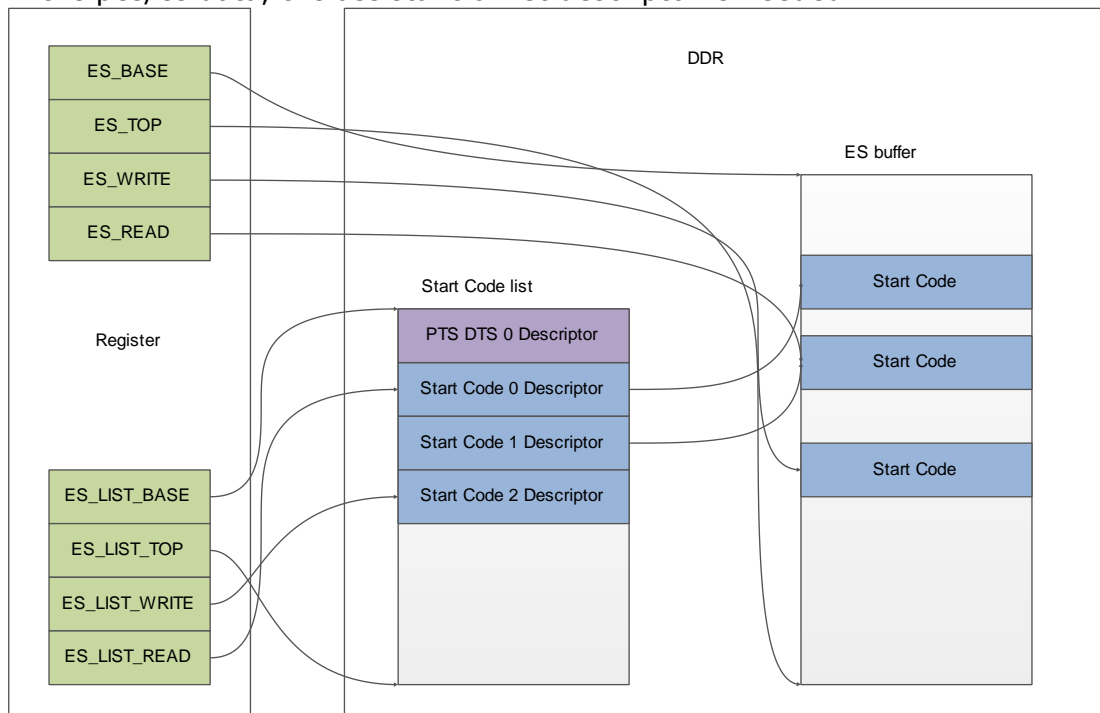 DDR
ES_BASE
ES_TOP
ES_WRITE
ES_READ
ES buffer
Start Code
Start Code
Start Code
Start Code list
PTS DTS 0 Descriptor
Start Code 0 Descriptor
Start Code 1 Descriptor
Start Code 2 Descriptor
Register
ES_LIST_BASE
ES_LIST_TOP
ES_LIST_WRITE
ES_LIST_READ